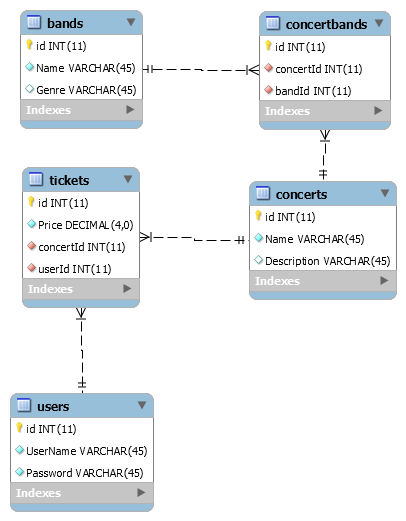 bands
id INT(11)
Name VARCHAR(45)
Genre VARCHAR(45)
Indexes
concertbands
id INT(11)
concertId INT(11)
bandId INT(11)
Indexes
tickets
id INT(11)
Price DECIMAL(4,0)
concertId INT(11)
userId INT(11)
Indexes
concerts
id INT(11)
Name VARCHAR(45)
Description VARCHAR(45)
Indexes
users
id INT(11)
UserName VARCHAR(45)
Password VARCHAR(45)
Indexes